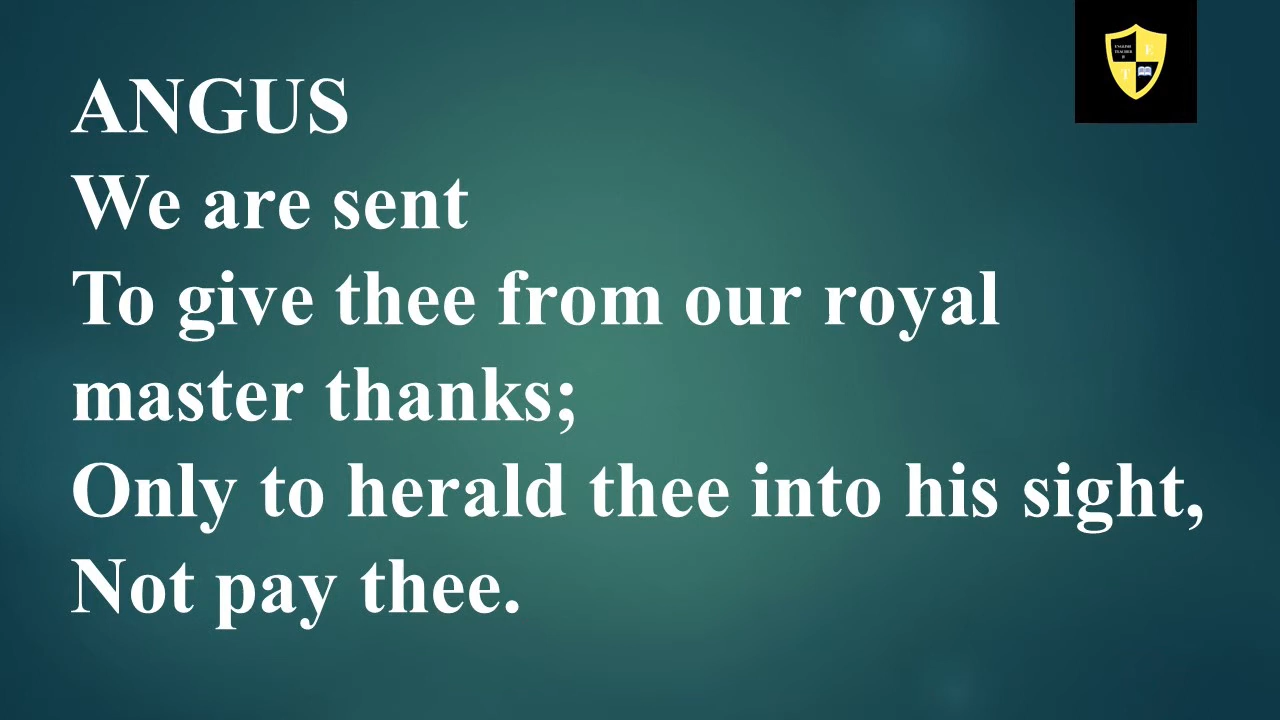 ANGUS
We are sent
To give thee from our royal
master thanks;
Only to herald thee into his sight,
Not pay thee.
E
T